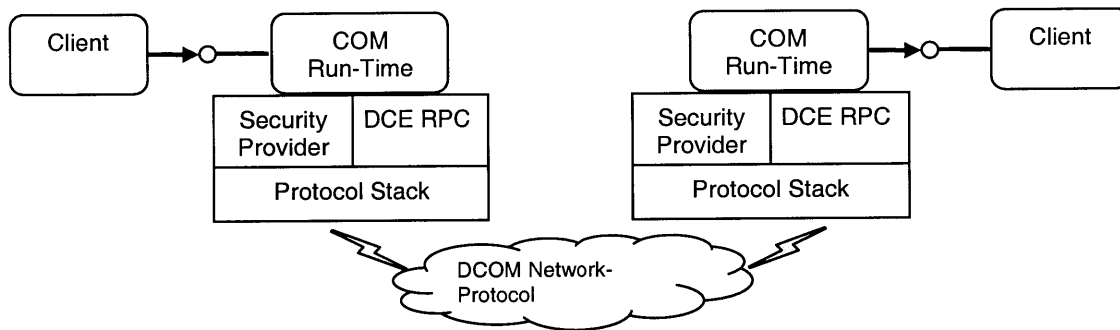 Client
COM
Run-Time
Security
Provider
DCE RPC
Protocol Stack
COM
Run-Time
Client
Security
Provider
DCE RPC
Protocol Stack
DCOM Network-
Protocol